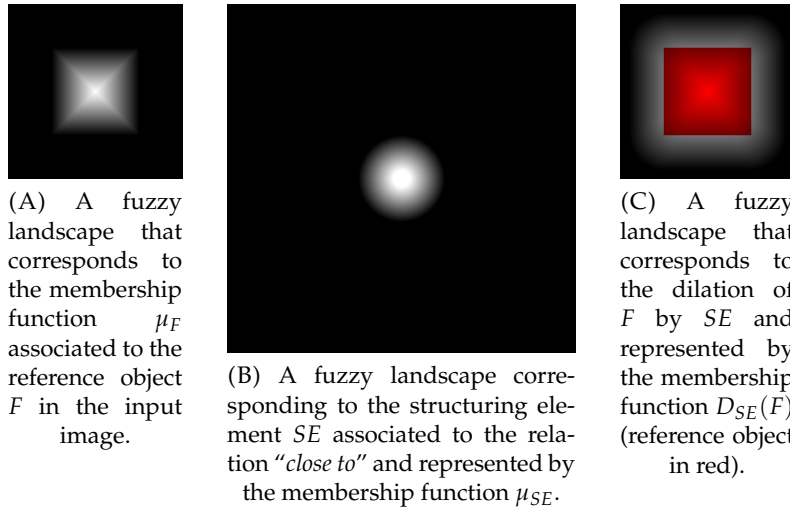 (A) A fuzzy
landscape that
corresponds to
the membership
function μF
associated to the
reference object
F in the input
image.
(B) A fuzzy landscape corre-
sponding to the structuring ele-
ment SE associated to the rela-
tion “close to” and represented by
the membership function μSE.
(C) A fuzzy
landscape that
corresponds to
the dilation of
F by SE and
represented by
the membership
function DSE(F)
(reference object
in red).